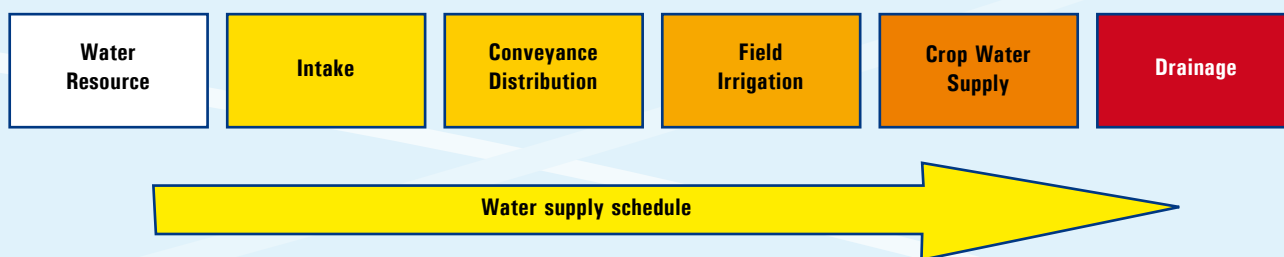 Water
Resource
Intake
Conveyance
Distribution
Field
Irrigation
Crop Water
Supply
Drainage
Water supply schedule